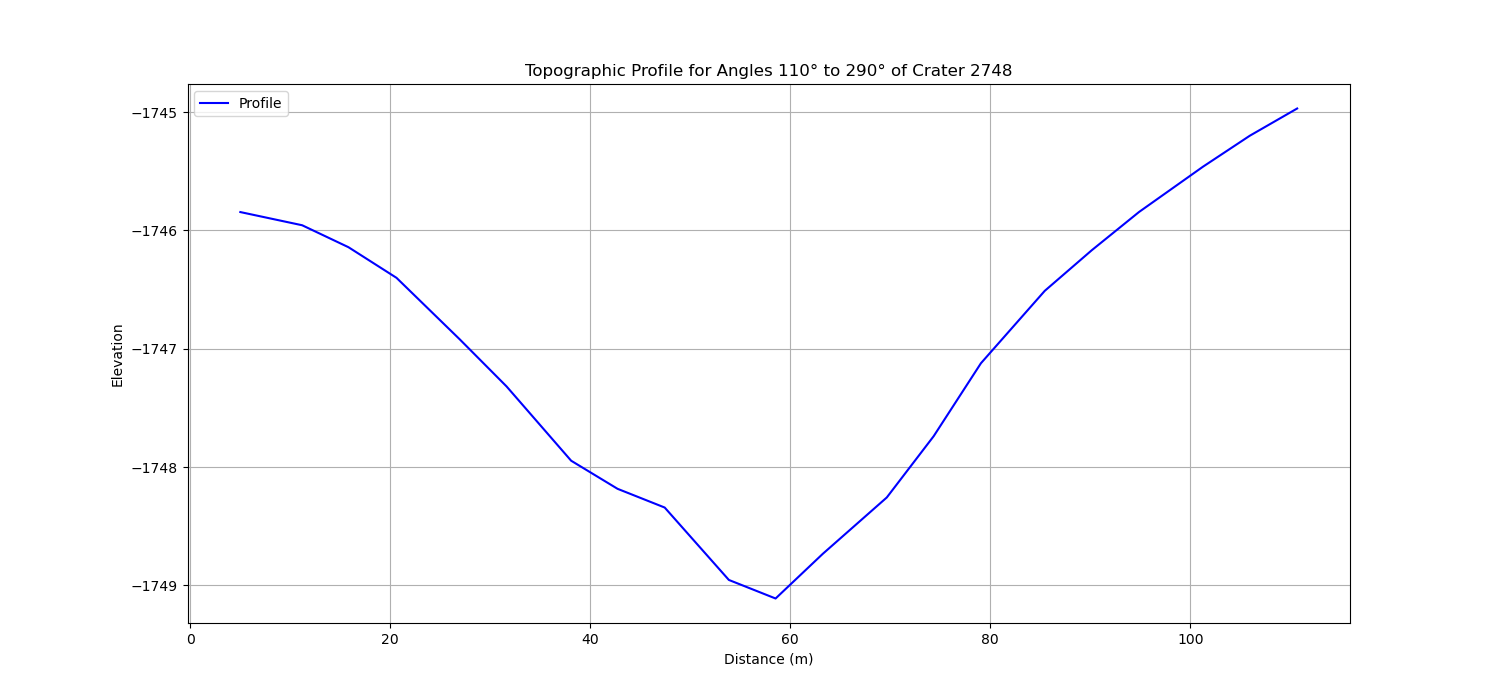 Topographic Profile for Angles 110° to 290° of Crater 2748
Profile
−1745
−1746
−1747
−1748
−1749
Elevation
0
20
40
60
80
100
Distance (m)